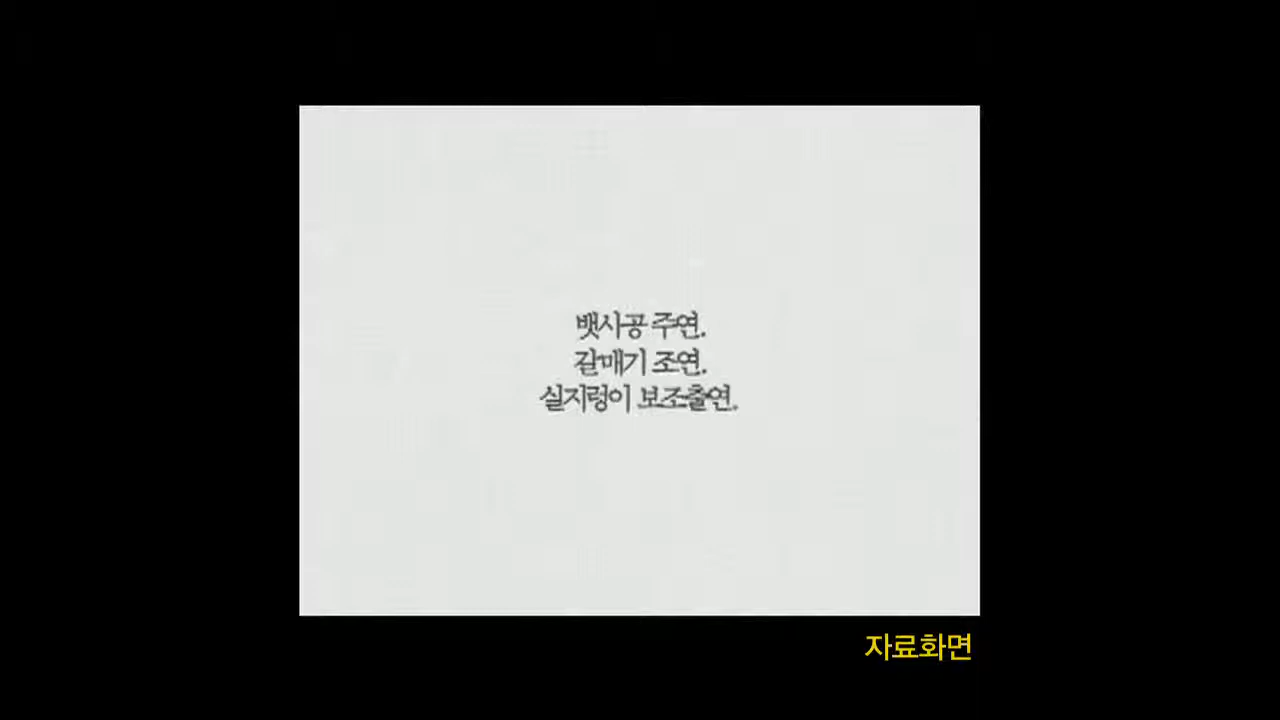 뱃사공 주연.
갈매기 조연.
실지렁이 보조출연.
자료화면